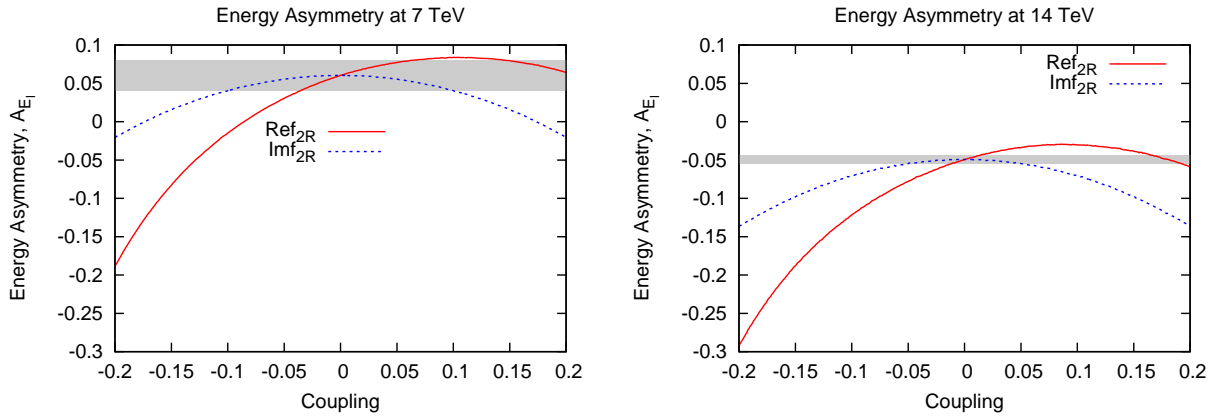 Energy Asymmetry at 7 TeV
Energy Asymmetry, A_{E_l}
0.1
0.05
0
-0.05
-0.1
-0.15
-0.2
-0.25
-0.3
Ref_{2R}
Imf_{2R}
-0.2 -0.15 -0.1 -0.05 0 0.05 0.1 0.15 0.2
Coupling
Energy Asymmetry at 14 TeV
Energy Asymmetry, A_{E_l}
0.1
0.05
0
-0.05
-0.1
-0.15
-0.2
-0.25
-0.3
Ref_{2R}
Imf_{2R}
-0.2 -0.15 -0.1 -0.05 0 0.05 0.1 0.15 0.2
Coupling